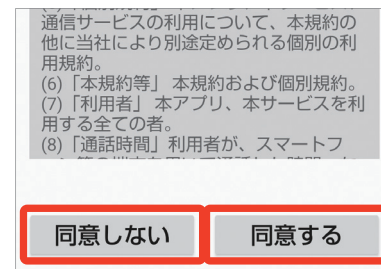 通信サービスの利用について、本規約の
他に当社により別途定められる個別の利
用規約。
(6)「本規約等」 本規約および個別規約。
(7)「利用者」 本アプリ、本サービスを利
用する全ての者。
(8)「通話時間」利用者が、スマートフ
同意しない
同意する